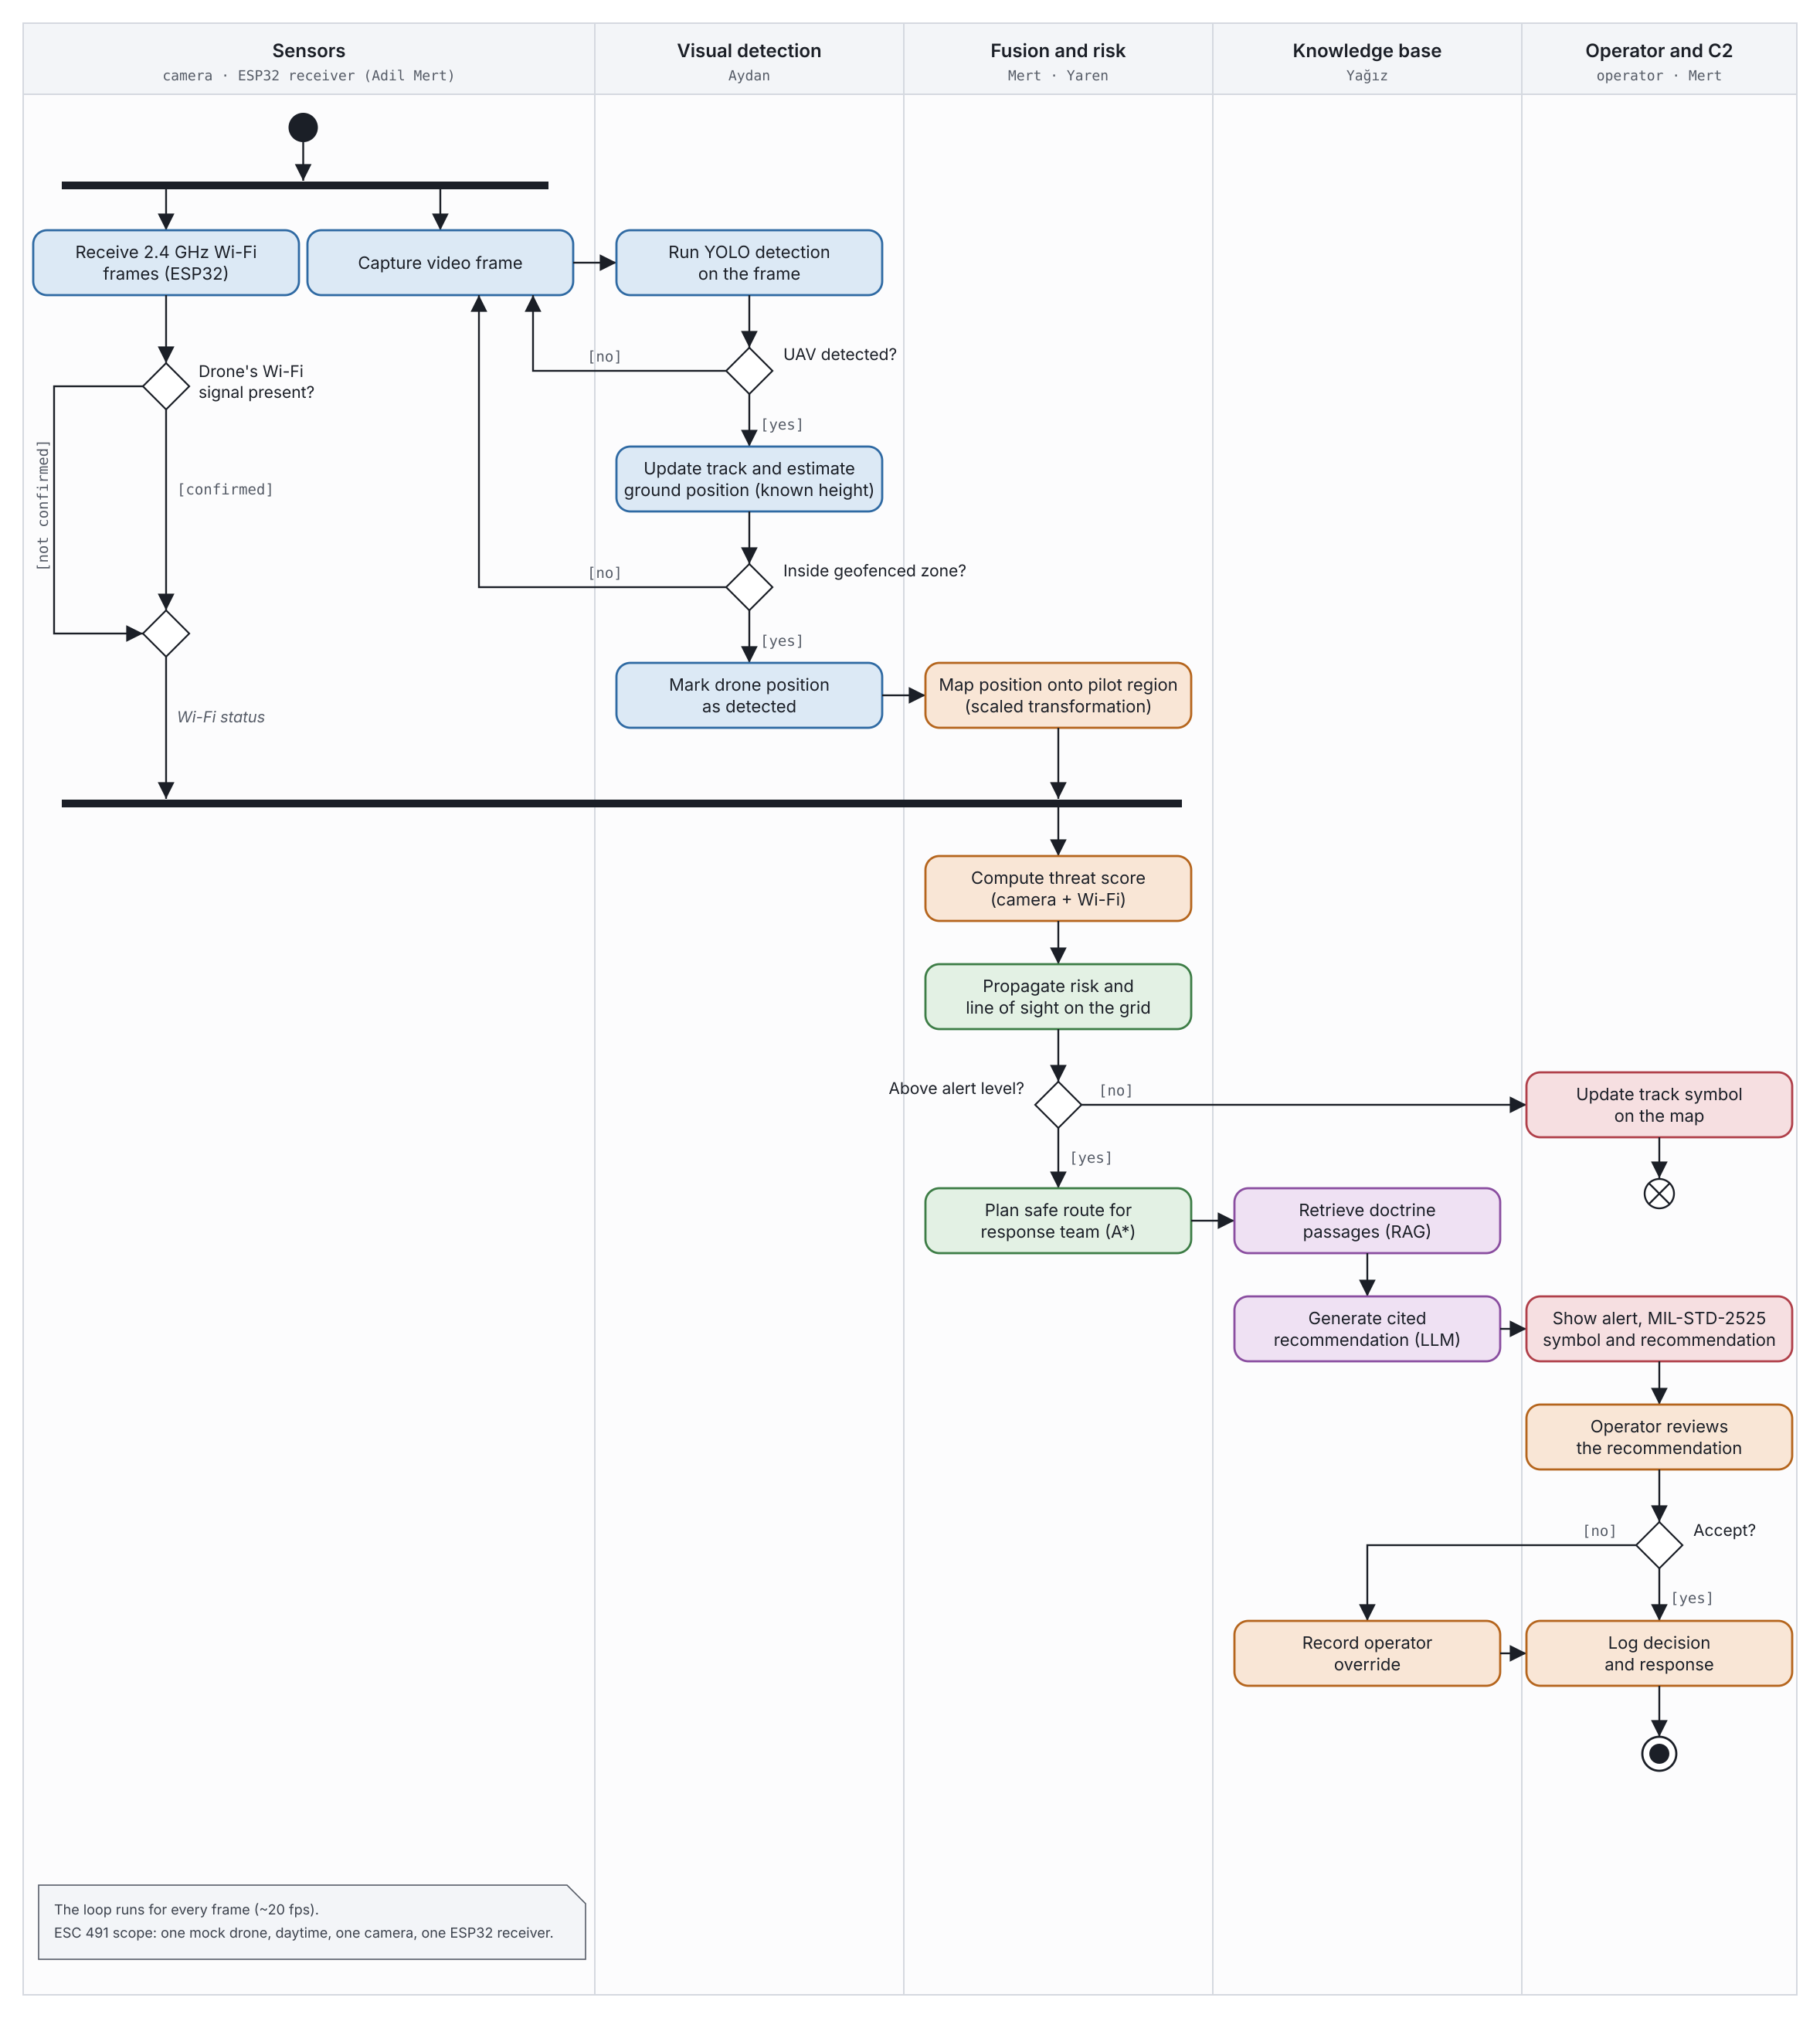 Sensors
camera · ESP32 receiver (Adil Mert)
Visual detection
Aydan
Fusion and risk
Mert · Yaren
Knowledge base
Yağız
Operator and C2
operator · Mert
Receive 2.4 GHz Wi-Fi
frames (ESP32)
Capture video frame
Run YOLO detection
on the frame
UAV detected?
[no]
[yes]
Drone's Wi-Fi
signal present?
[not confirmed]
[confirmed]
Update track and estimate
ground position (known height)
Inside geofenced zone?
[no]
[yes]
Mark drone position
as detected
Map position onto pilot region
(scaled transformation)
Wi-Fi status
Compute threat score
(camera + Wi-Fi)
Propagate risk and
line of sight on the grid
Above alert level?
[no]
[yes]
Update track symbol
on the map
Plan safe route for
response team (A*)
Retrieve doctrine
passages (RAG)
Generate cited
recommendation (LLM)
Show alert, MIL-STD-2525
symbol and recommendation
Operator reviews
the recommendation
Accept?
[no]
[yes]
Record operator
override
Log decision
and response
The loop runs for every frame (~20 fps).
ESC 491 scope: one mock drone, daytime, one camera, one ESP32 receiver.